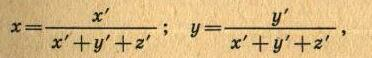 x = x′ / (x′ + y′ + z′) ; y = y′ / (x′ + y′ + z′) ,